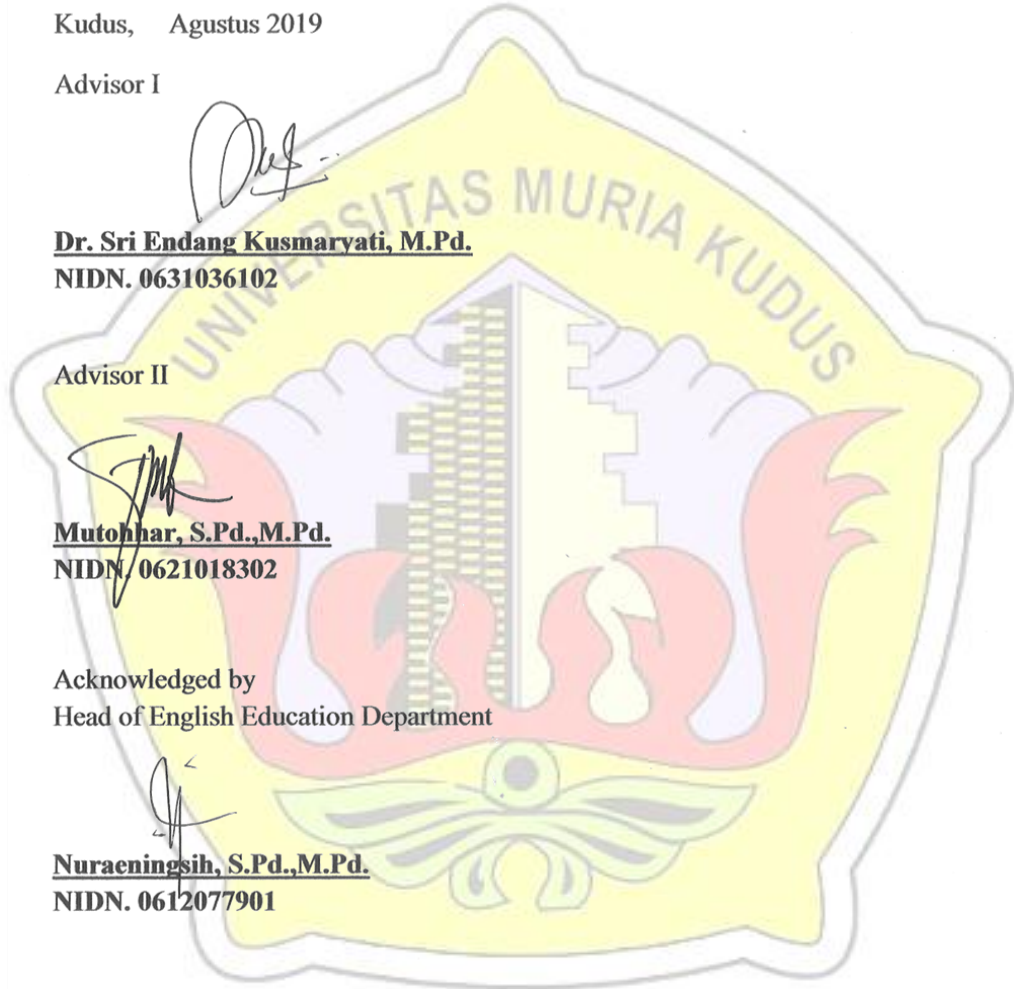 Kudus, Agustus 2019
Advisor I
UNIVERSITAS MURIA KUDUS
Dr. Sri Endang Kusmaryati, M.Pd.
NIDN. 0631036102
Advisor II
Mutohhar, S.Pd.,M.Pd.
NIDN. 0621018302
Acknowledged by
Head of English Education Department
Nuraeningsih, S.Pd.,M.Pd.
NIDN. 0612077901